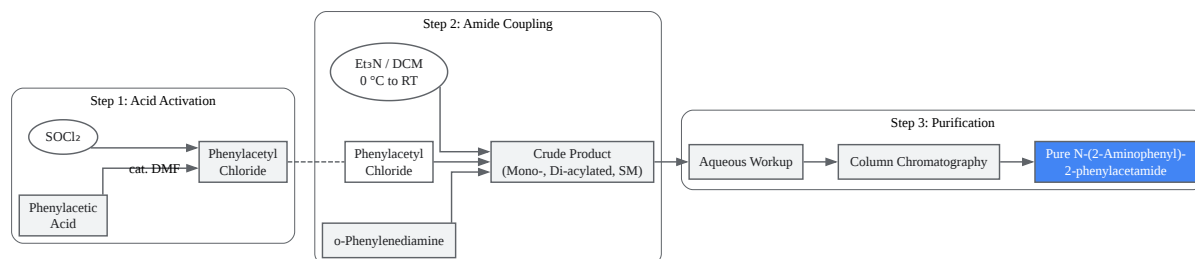 Step 1: Acid Activation
SOCl₂
cat. DMF
Phenylacetic
Acid
Phenylacetyl
Chloride
Step 2: Amide Coupling
Et₃N / DCM
0 °C to RT
Phenylacetyl
Chloride
o-Phenylenediamine
Crude Product
(Mono-, Di-acylated, SM)
Step 3: Purification
Aqueous Workup
Column Chromatography
Pure N-(2-Aminophenyl)-
2-phenylacetamide